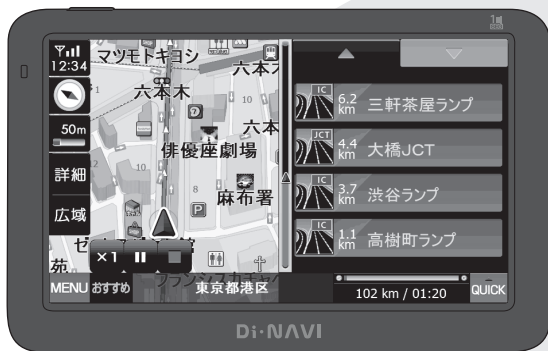 12:34
50m
詳細
広域
マツモトキヨシ
六本木
10
六本
俳優座劇場
10
8
麻布署
P
×1
MENU
おすすめ
東京都港区
IC
6.2 km 三軒茶屋ランプ
JCT
4.4 km 大橋JCT
IC
3.7 km 渋谷ランプ
IC
1.1 km 高樹町ランプ
102 km / 01:20
QUICK
Di-NAVI